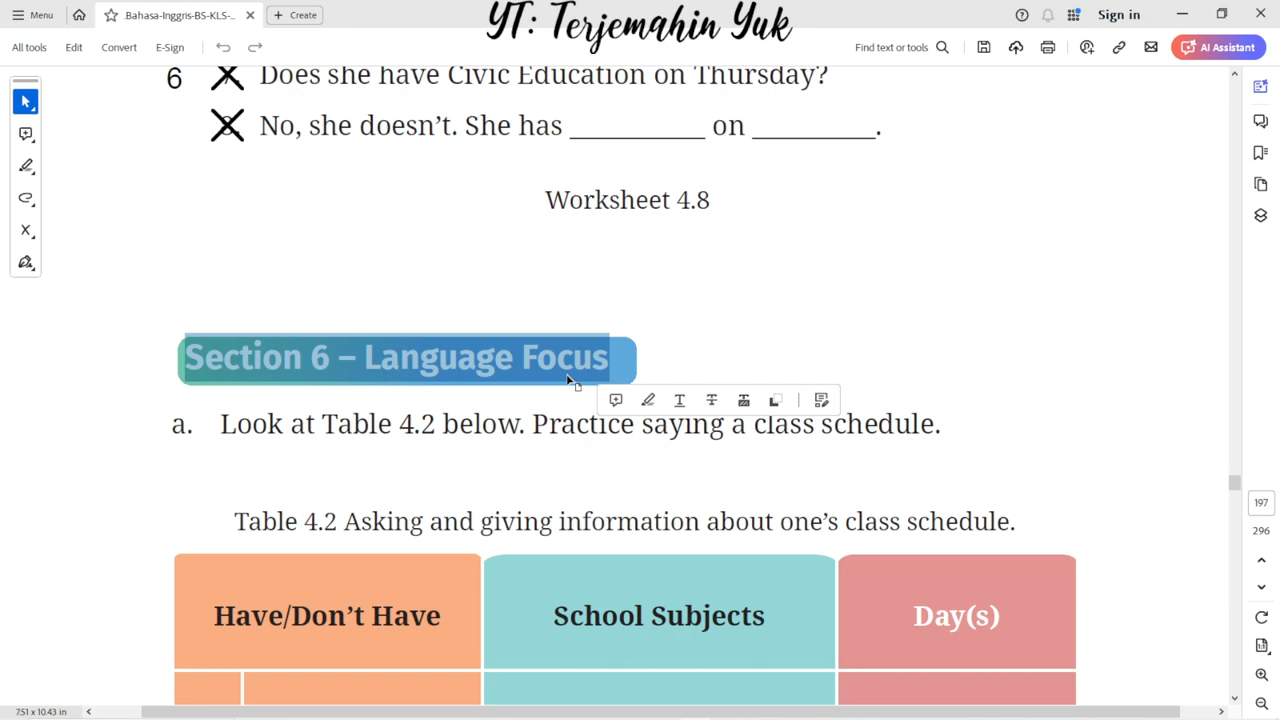 Menu
.Bahasa-Inggris-BS-KLS-...
Create
YT: Terjemahin Yuk
Sign in
All tools
Edit
Convert
E-Sign
Find text or tools
AI Assistant
6 Does she have Civic Education on Thursday?
No, she doesn't. She has __________ on _________.
Worksheet 4.8
Section 6 – Language Focus
a. Look at Table 4.2 below. Practice saying a class schedule.
Table 4.2 Asking and giving information about one's class schedule.
Have/Don't Have
School Subjects
Day(s)
197
296
7.51 x 10.43 in